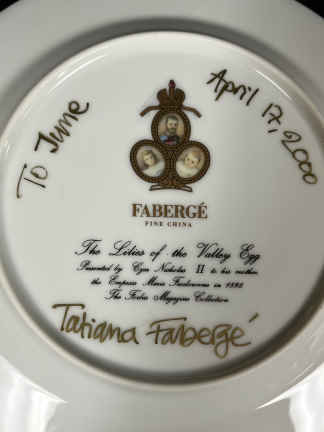 To June
April 17, 2000
FABERGÉ
FINE CHINA
The Lilies of the Valley Egg
Presented by Czar Nicholas II to his mother
the Empress Maria Feodorovna in 1898
The Forbes Magazine Collection
Tatiana Fabergé